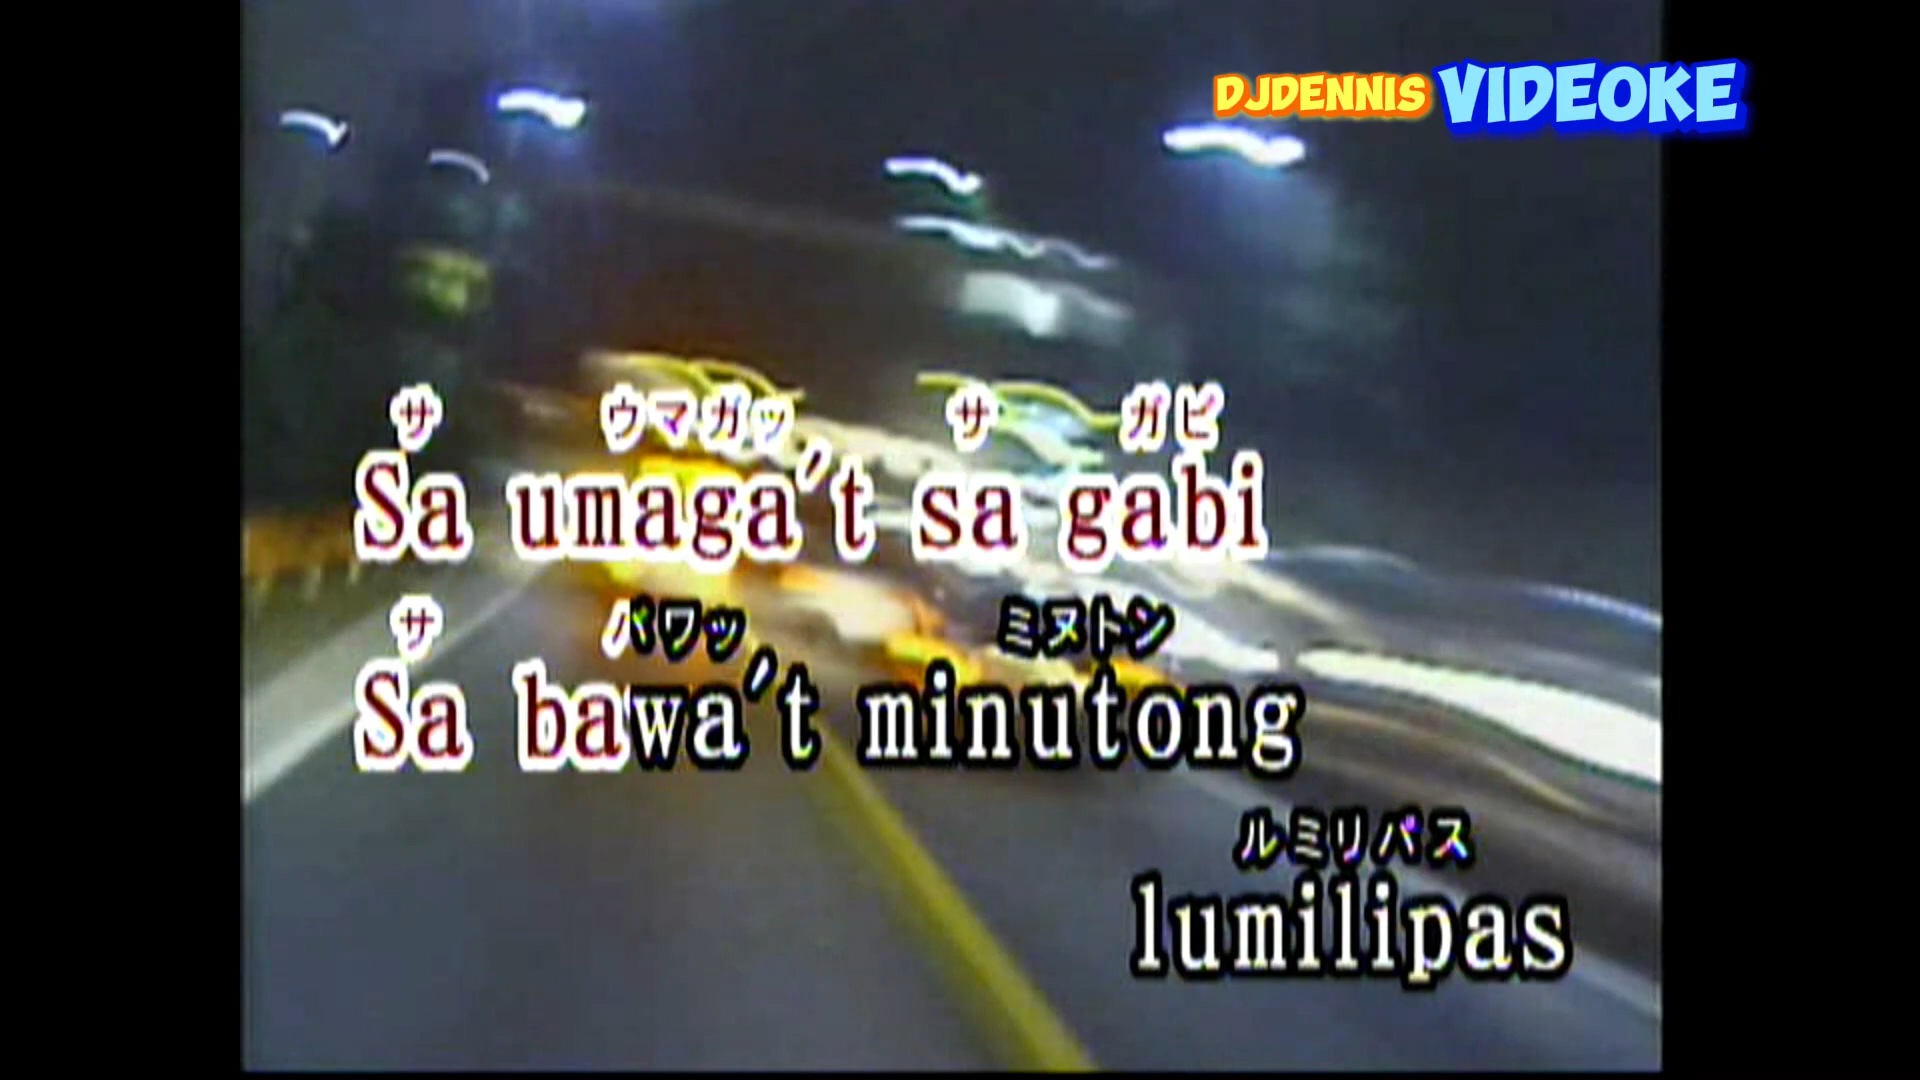 DJDENNIS VIDEOKE
サ ウマガッ サ ガビ
Sa umaga't sa gabi
サ バワッ ミヌトン
Sa bawa't minutong
ルミリパス
lumilipas